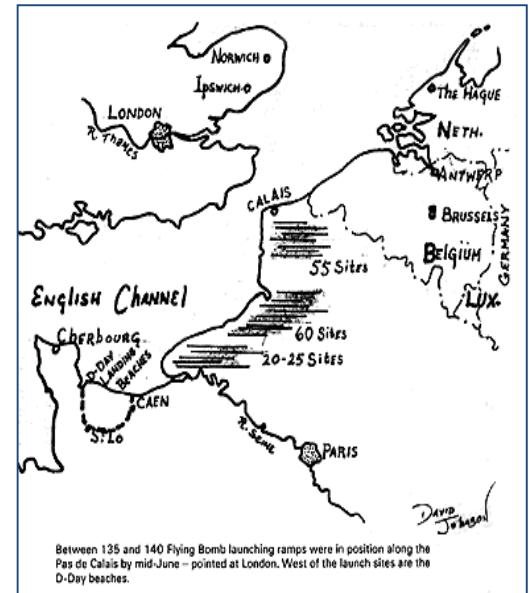 NORWICH
IPSWICH
LONDON
R. THAMES
THE HAGUE
NETH.
ANTWERP
CALAIS
BRUSSELS
GERMANY
55 Sites
BELGIUM
LUX.
ENGLISH CHANNEL
60 Sites
CHERBOURG
20-25 Sites
D-DAY
LANDING
BEACHES
CAEN
ST. LO
R. SEINE
PARIS
DAVID
JOHNSON
Between 135 and 140 Flying Bomb launching ramps were in position along the
Pas de Calais by mid-June – pointed at London. West of the launch sites are the
D-Day beaches.